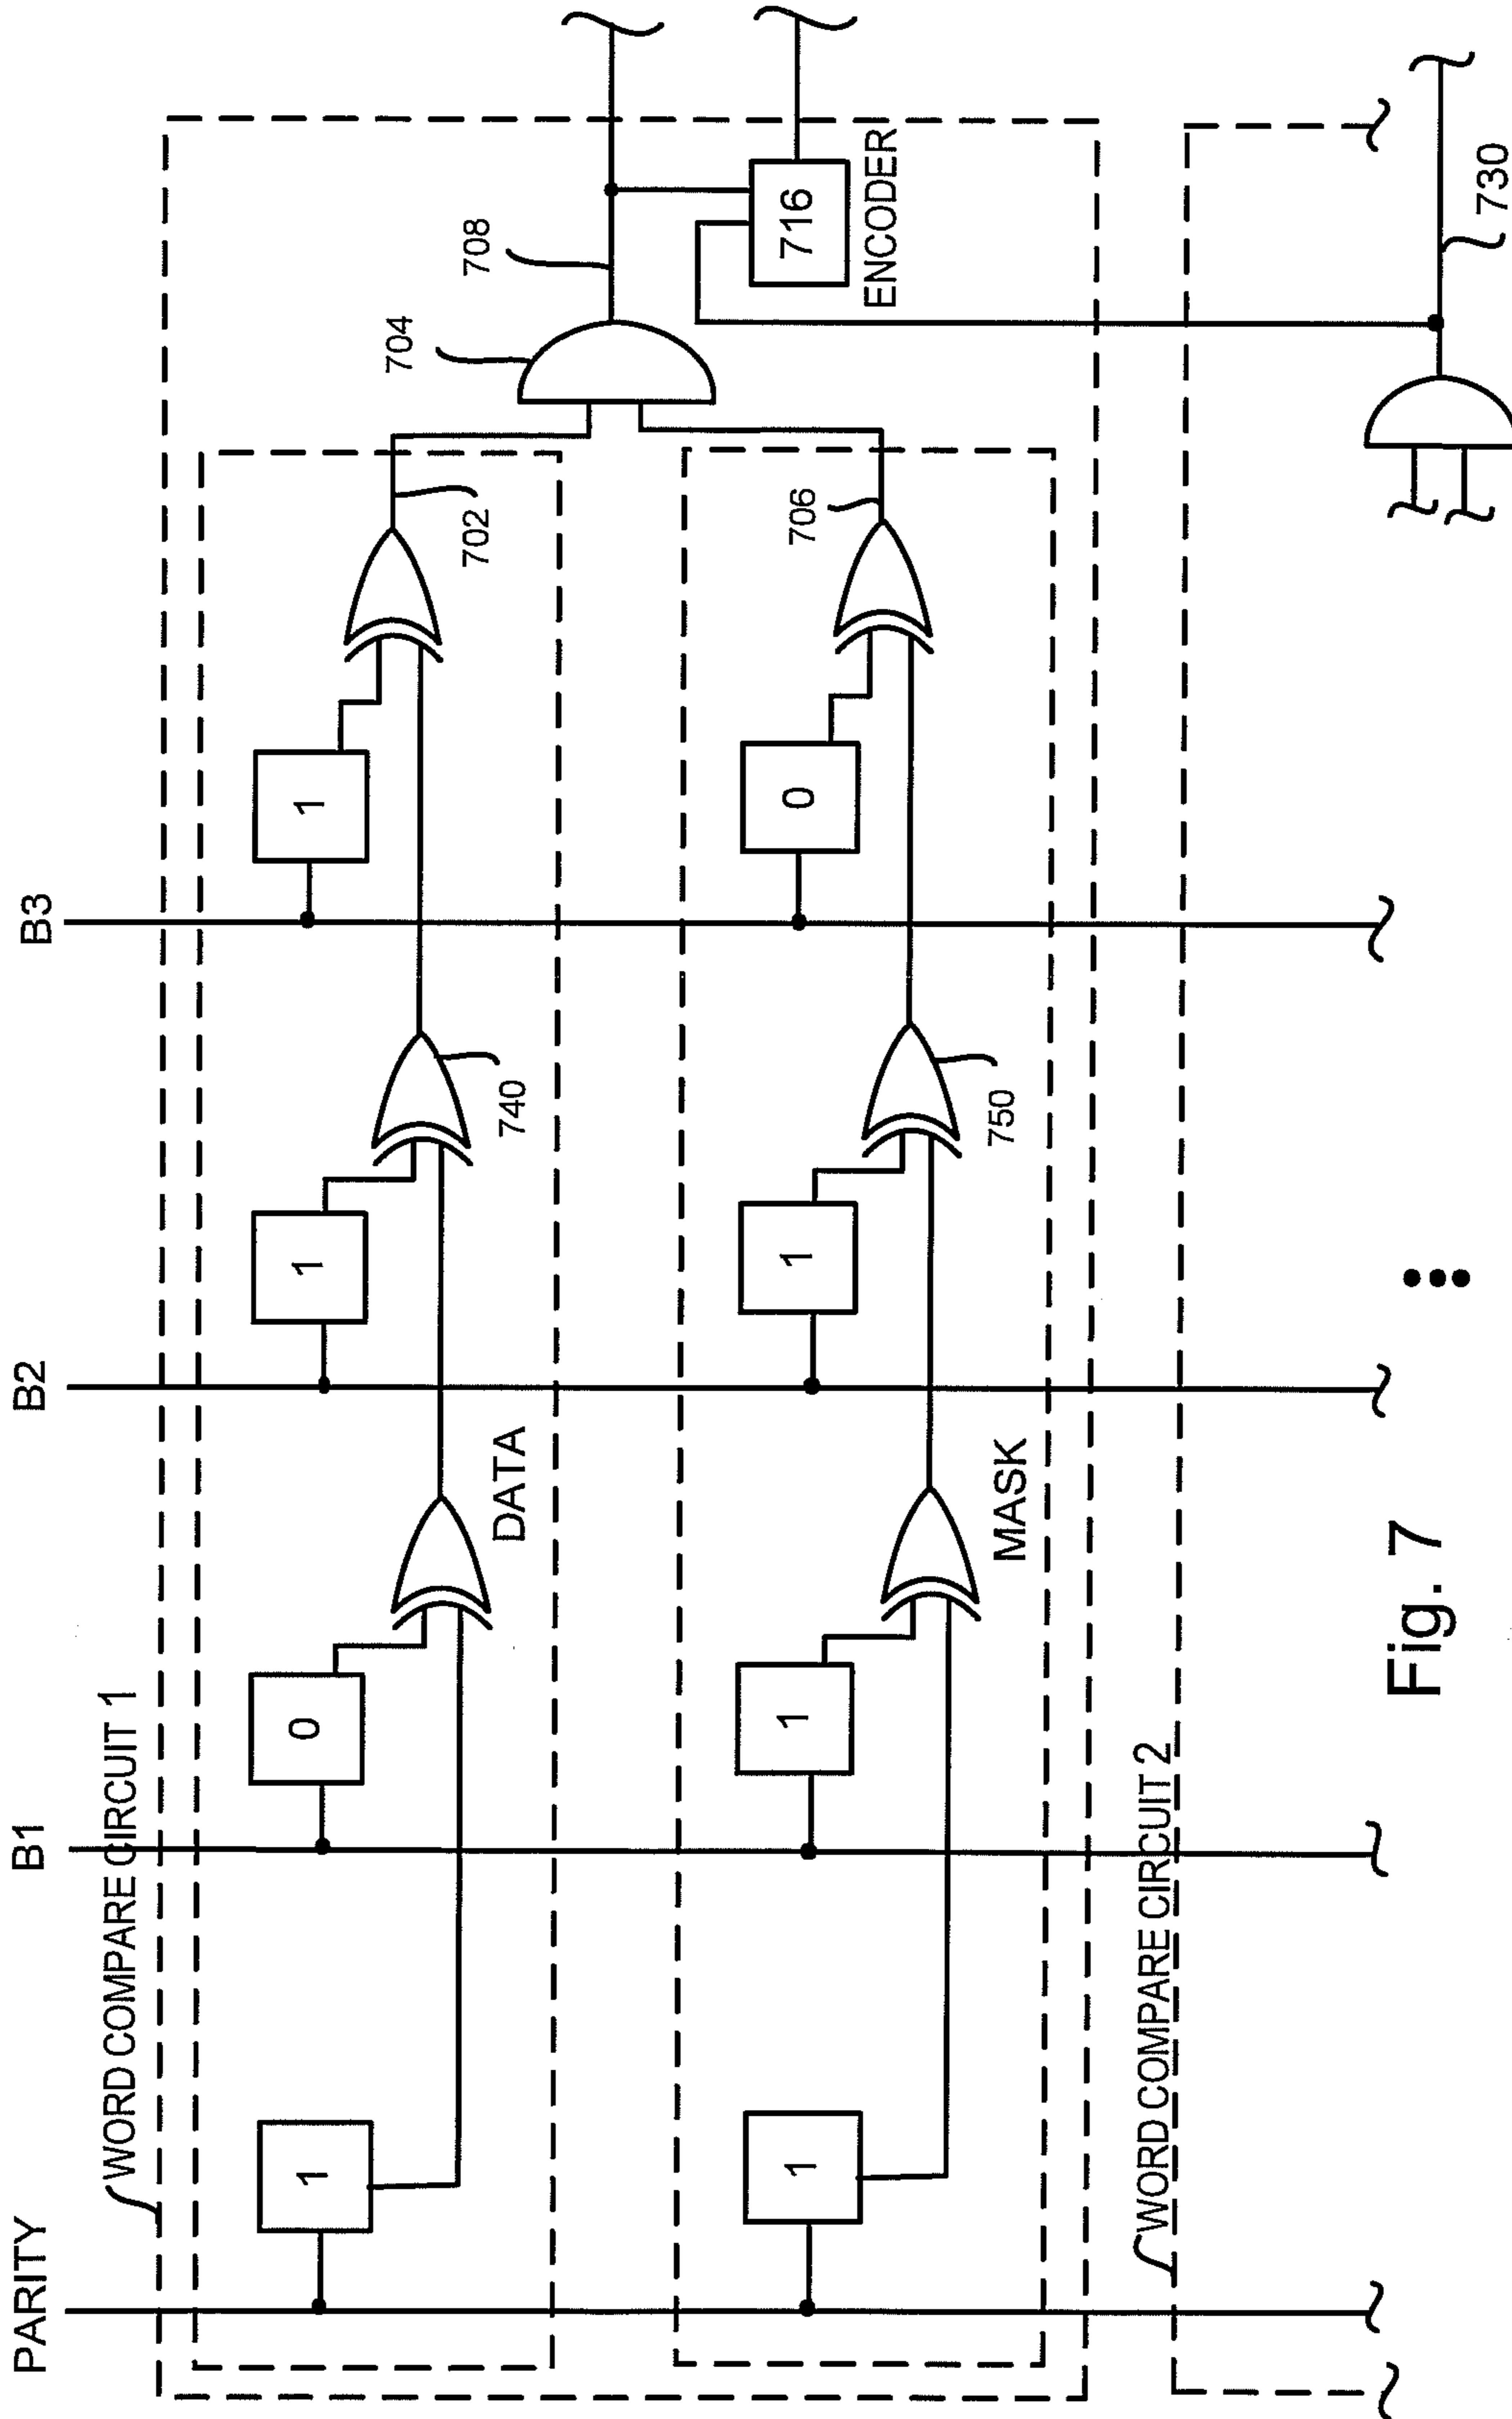 PARITY B1 B2 B3
WORD COMPARE CIRCUIT 1
1 0 1 1
702
740
DATA
704
708
1 1 1 0
706
750
MASK
716
ENCODER
WORD COMPARE CIRCUIT 2
730
Fig. 7